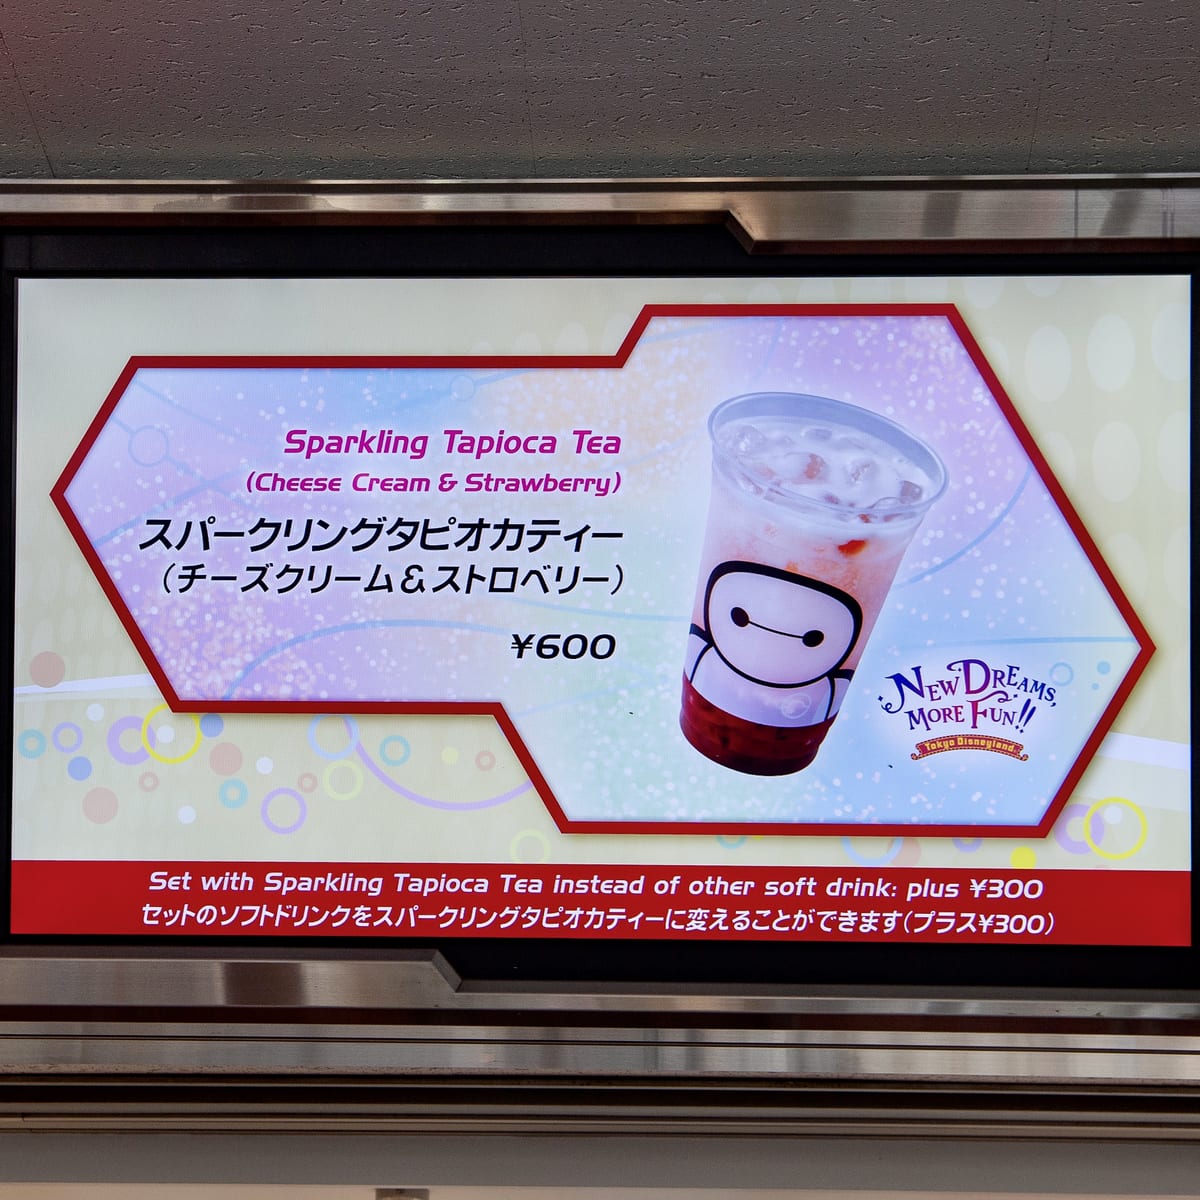 Sparkling Tapioca Tea
(Cheese Cream & Strawberry)
スパークリングタピオカティー
（チーズクリーム＆ストロベリー）
¥600
NEW DREAMS,
MORE FUN!!
Tokyo Disneyland
Set with Sparkling Tapioca Tea instead of other soft drink: plus ¥300
セットのソフトドリンクをスパークリングタピオカティーに変えることができます（プラス¥300）